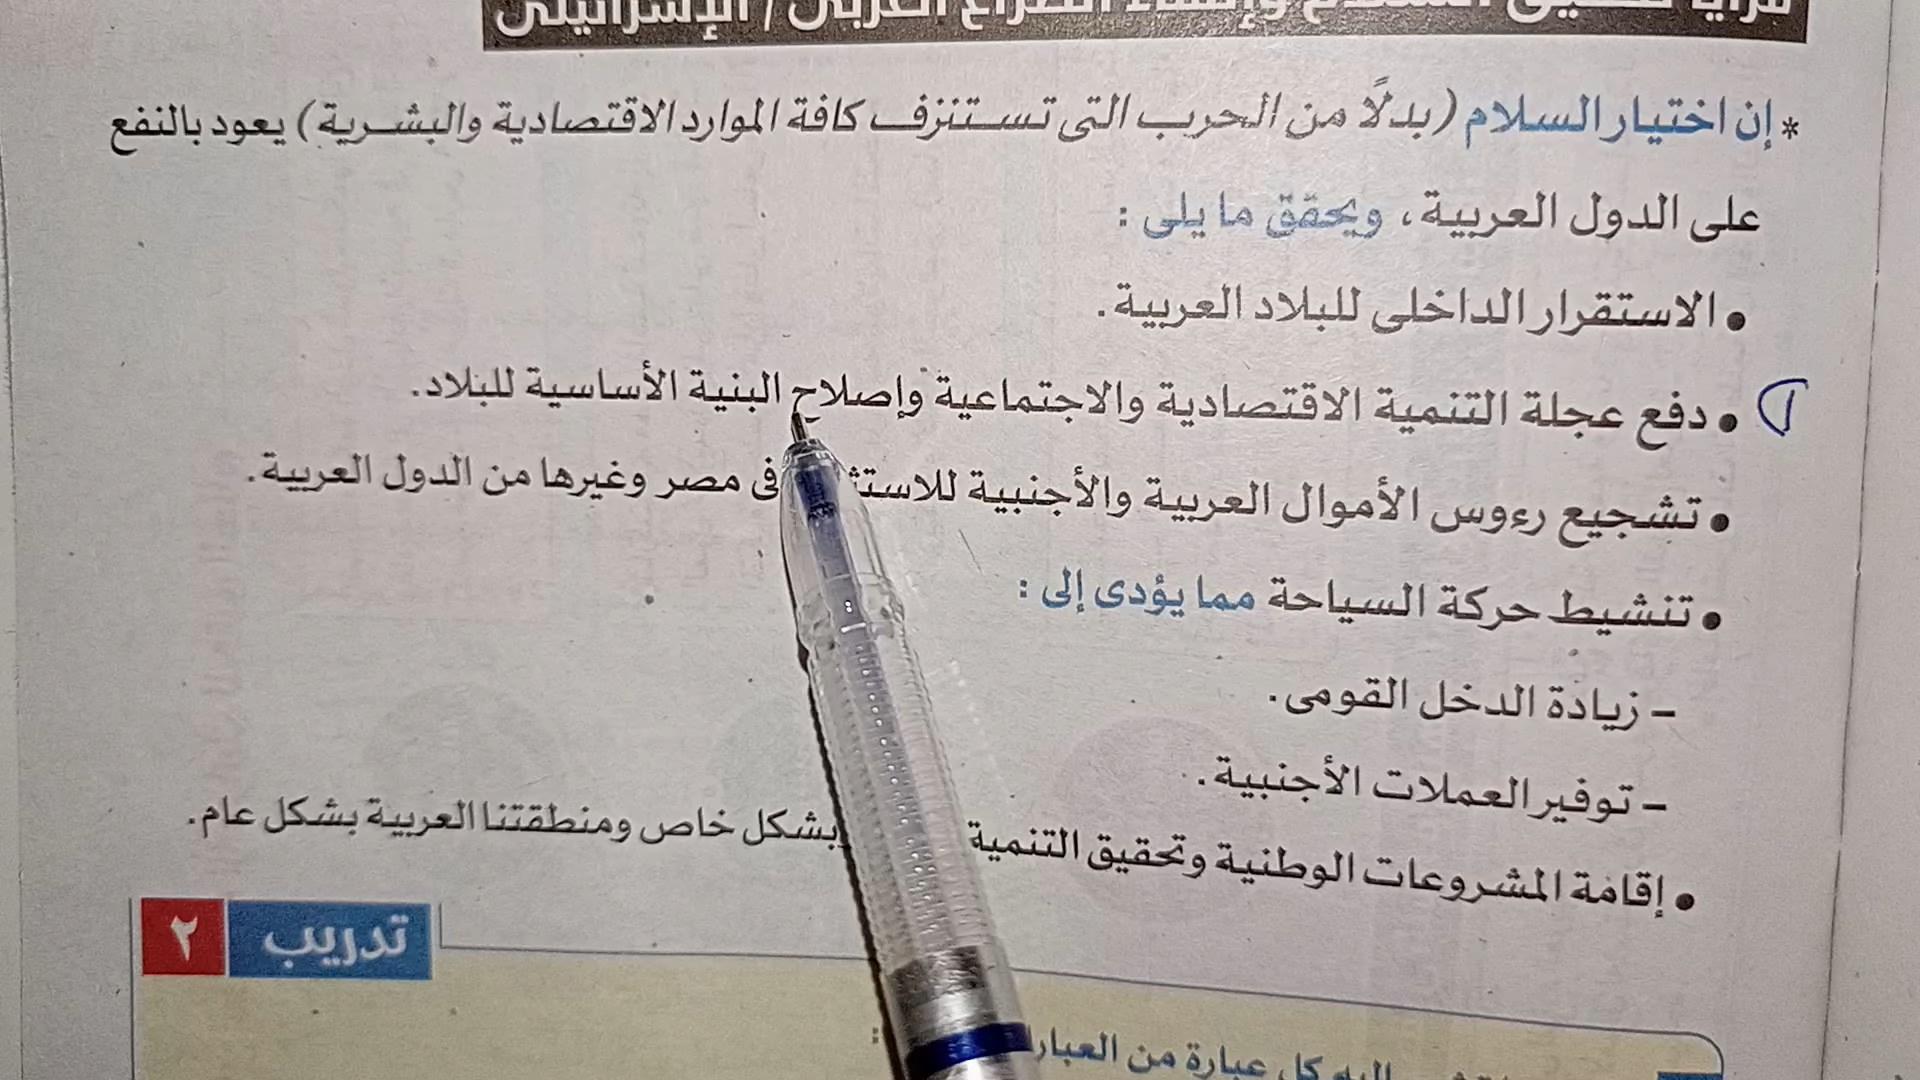 الإسرائيلى
* إن اختيار السلام (بدلًا من الحرب التى تستنزف كافة الموارد الاقتصادية والبشرية) يعود بالنفع
على الدول العربية، ويحقق ما يلى :
• الاستقرار الداخلى للبلاد العربية.
• دفع عجلة التنمية الاقتصادية والاجتماعية وإصلاح البنية الأساسية للبلاد.
• تشجيع رءوس الأموال العربية والأجنبية فى مصر وغيرها من الدول العربية.
• تنشيط حركة السياحة مما يؤدى إلى :
– زيادة الدخل القومى.
– توفير العملات الأجنبية.
• إقامة المشروعات الوطنية وتحقيق التنمية بشكل خاص ومنطقتنا العربية بشكل عام.
تدريب ٢
كل عبارة من